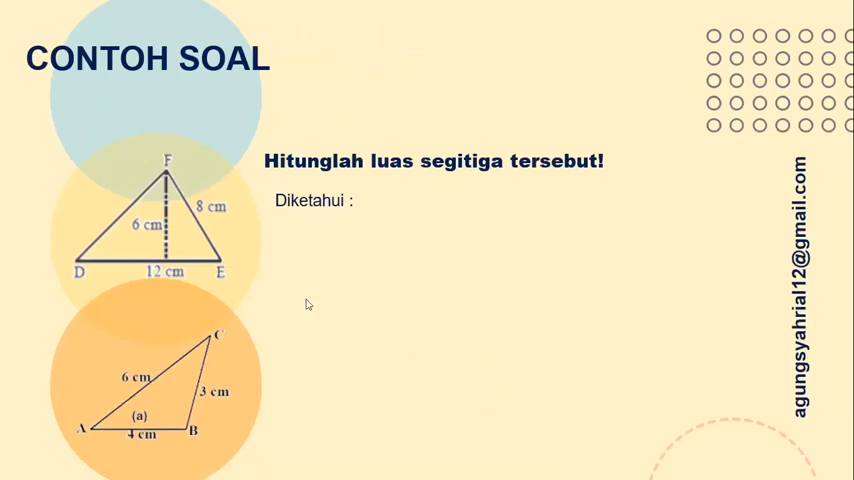 CONTOH SOAL
Hitunglah luas segitiga tersebut!
Diketahui :
F
8 cm
6 cm
D
12 cm
E
C
6 cm
3 cm
(a)
A
4 cm
B
agungsyahrial12@gmail.com